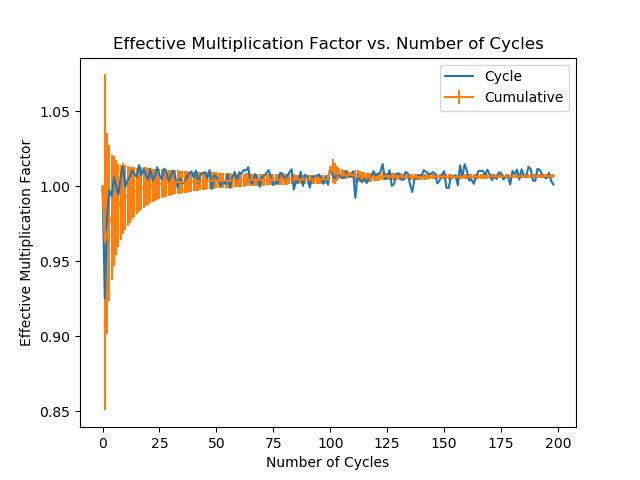 Effective Multiplication Factor vs. Number of Cycles
Cycle
Cumulative
Effective Multiplication Factor
1.05
1.00
0.95
0.90
0.85
0 25 50 75 100 125 150 175 200
Number of Cycles